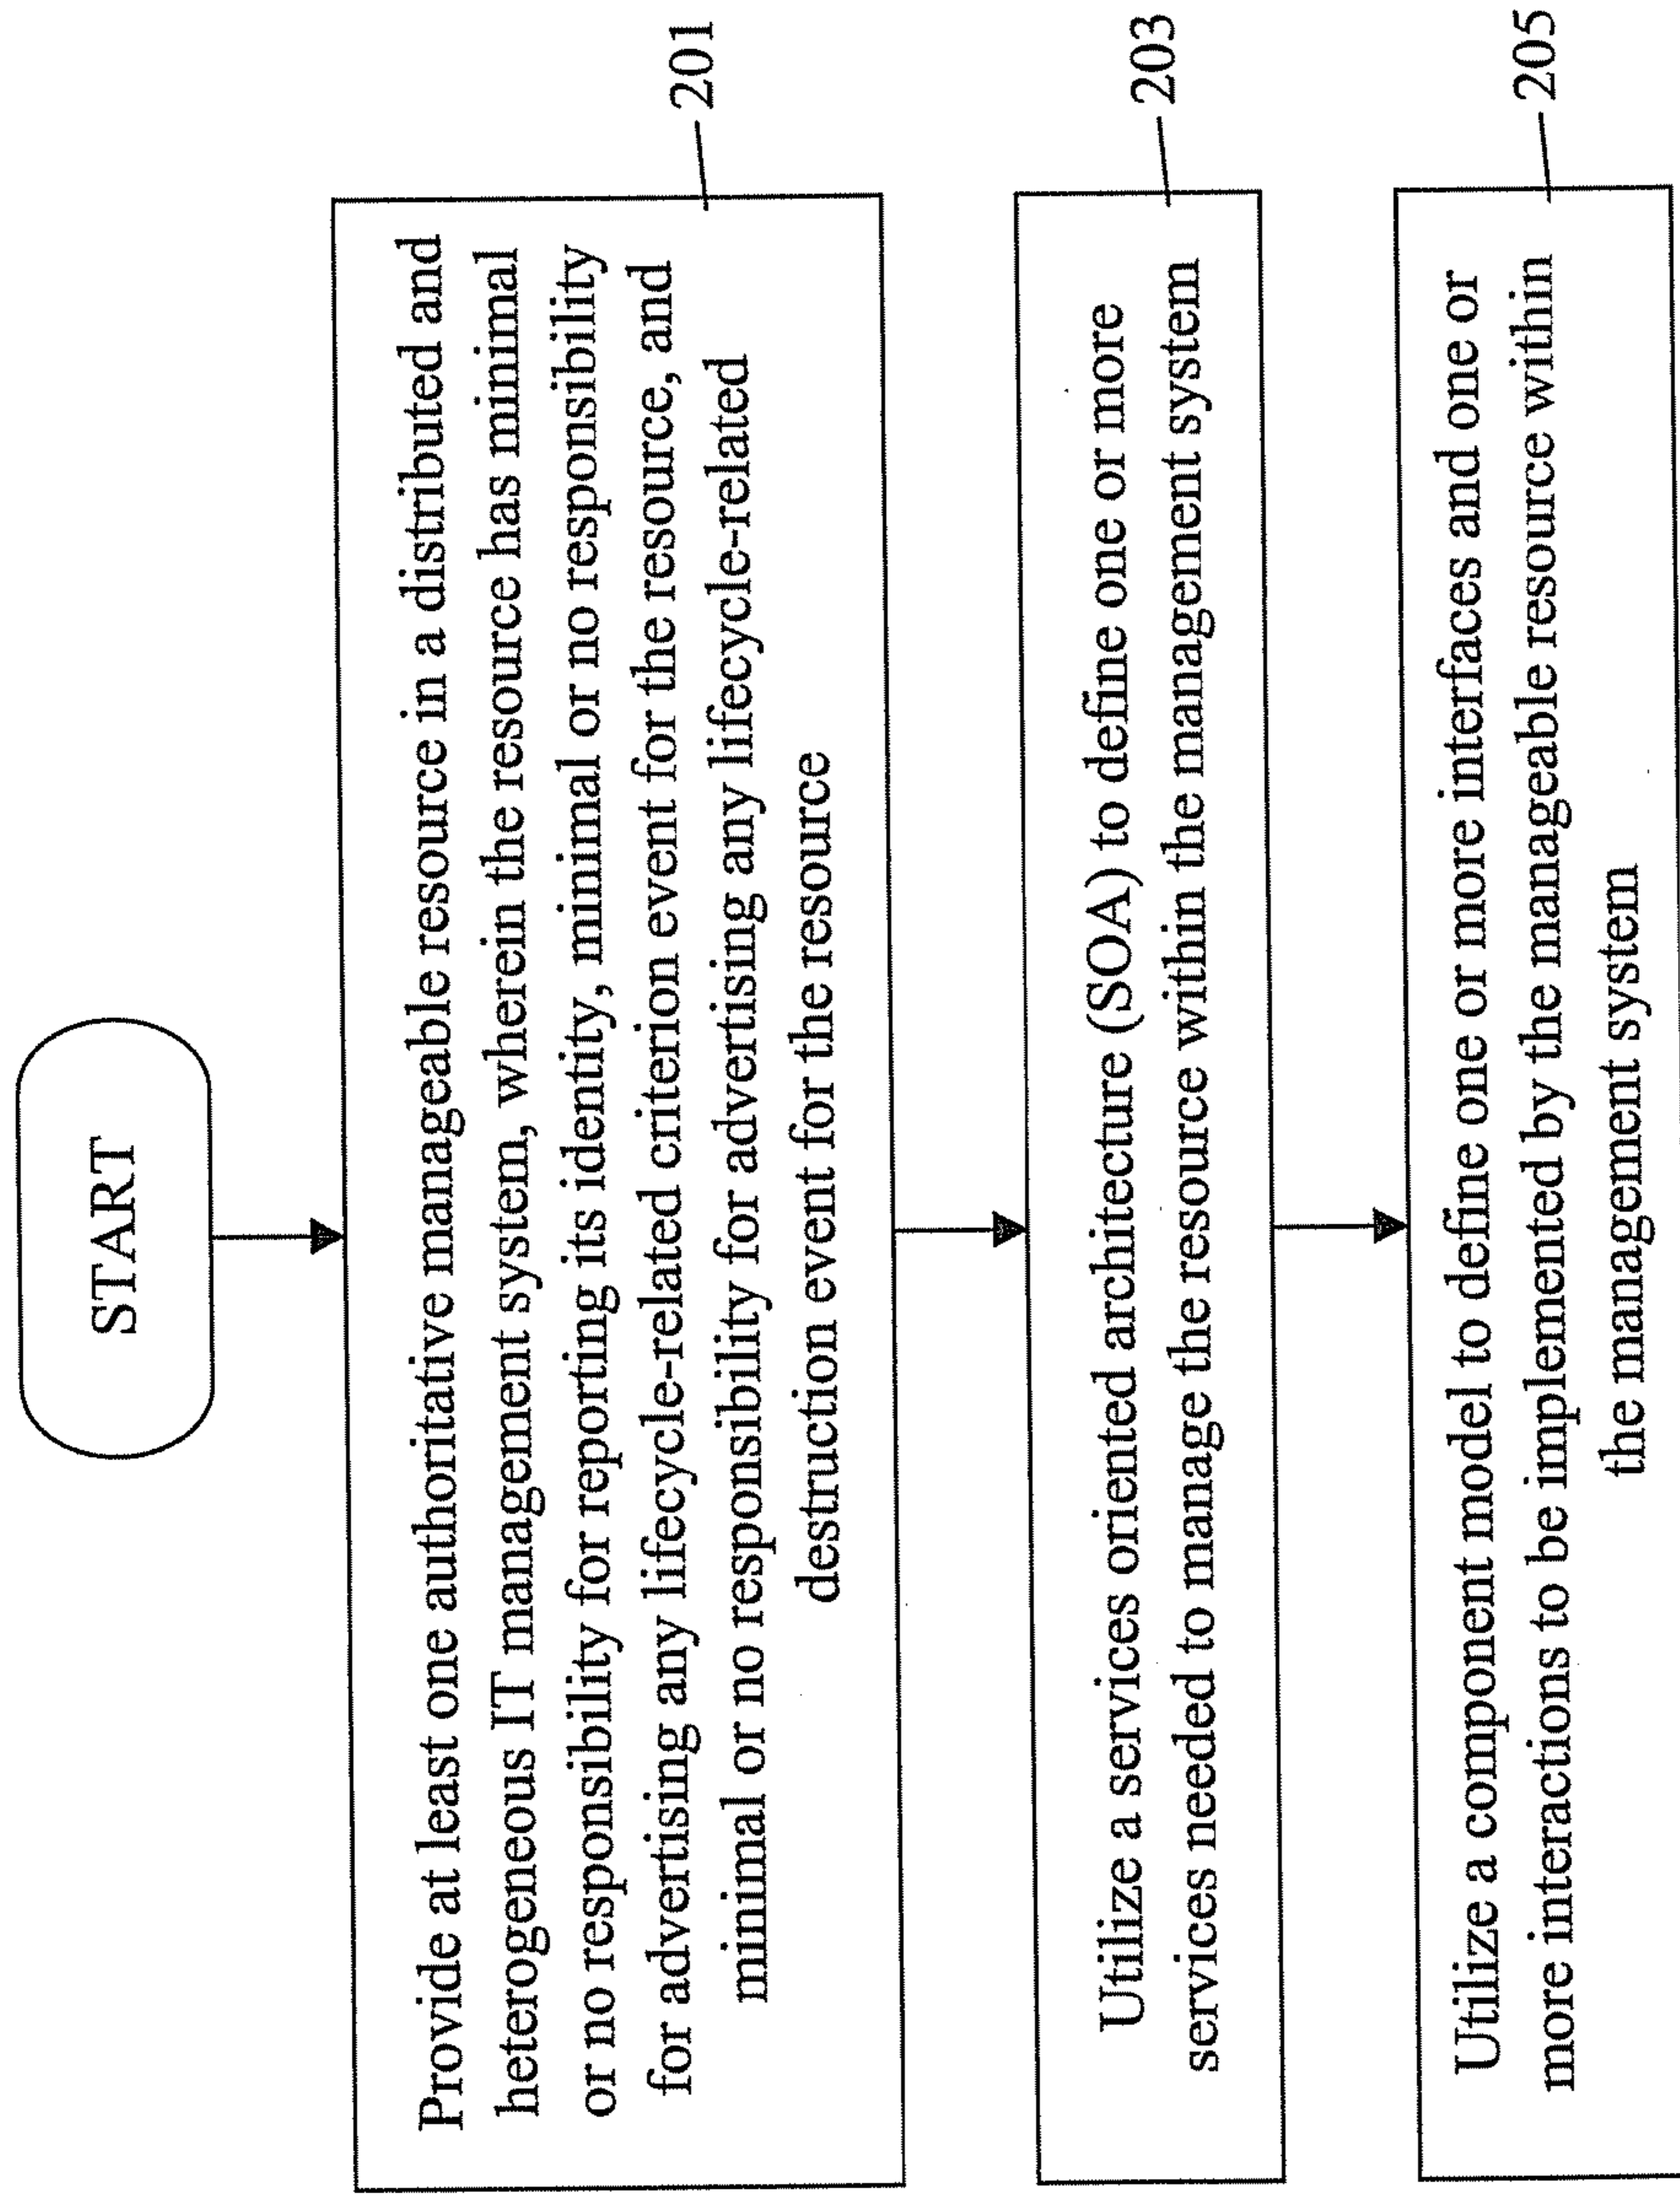 START
Provide at least one authoritative manageable resource in a distributed and
heterogeneous IT management system, wherein the resource has minimal
or no responsibility for reporting its identity, minimal or no responsibility
for advertising any lifecycle-related criterion event for the resource, and
minimal or no responsibility for advertising any lifecycle-related
destruction event for the resource
201
Utilize a services oriented architecture (SOA) to define one or more
services needed to manage the resource within the management system
203
Utilize a component model to define one or more interfaces and one or
more interactions to be implemented by the manageable resource within
the management system
205